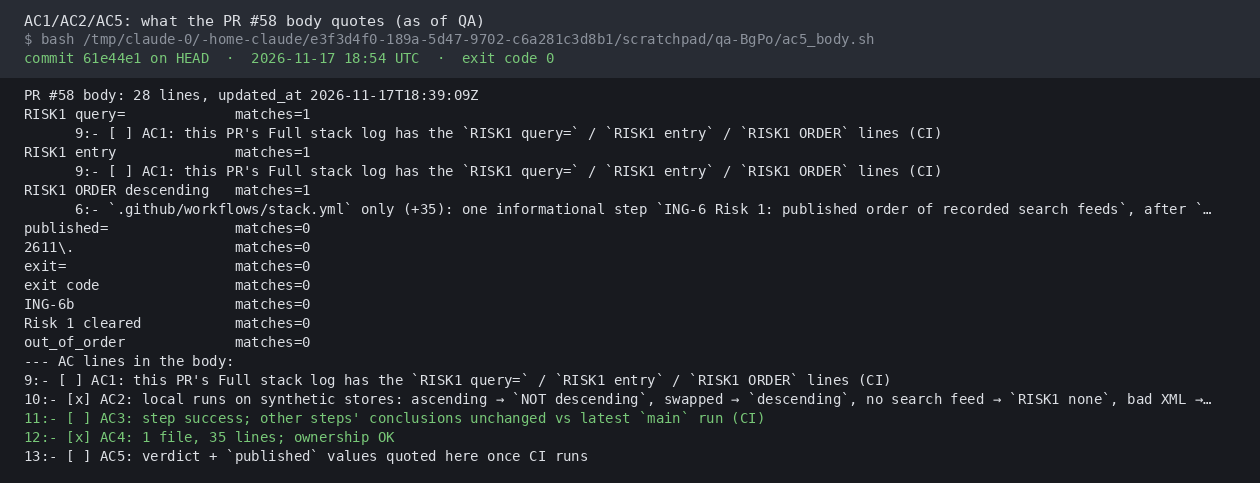 AC1/AC2/AC5: what the PR #58 body quotes (as of QA)
$ bash /tmp/claude-0/-home-claude/e3f3d4f0-189a-5d47-9702-c6a281c3d8b1/scratchpad/qa-BgPo/ac5_body.sh
commit 61e44e1 on HEAD  ·  2026-11-17 18:54 UTC  ·  exit code 0
PR #58 body: 28 lines, updated_at 2026-11-17T18:39:09Z
RISK1 query=             matches=1
      9:- [ ] AC1: this PR's Full stack log has the `RISK1 query=` / `RISK1 entry` / `RISK1 ORDER` lines (CI)
RISK1 entry              matches=1
      9:- [ ] AC1: this PR's Full stack log has the `RISK1 query=` / `RISK1 entry` / `RISK1 ORDER` lines (CI)
RISK1 ORDER descending   matches=1
      6:- `.github/workflows/stack.yml` only (+35): one informational step `ING-6 Risk 1: published order of recorded search feeds`, after `…
published=               matches=0
2611\.                   matches=0
exit=                    matches=0
exit code                matches=0
ING-6b                   matches=0
Risk 1 cleared           matches=0
out_of_order             matches=0
--- AC lines in the body:
9:- [ ] AC1: this PR's Full stack log has the `RISK1 query=` / `RISK1 entry` / `RISK1 ORDER` lines (CI)
10:- [x] AC2: local runs on synthetic stores: ascending → `NOT descending`, swapped → `descending`, no search feed → `RISK1 none`, bad XML →…
11:- [ ] AC3: step success; other steps' conclusions unchanged vs latest `main` run (CI)
12:- [x] AC4: 1 file, 35 lines; ownership OK
13:- [ ] AC5: verdict + `published` values quoted here once CI runs